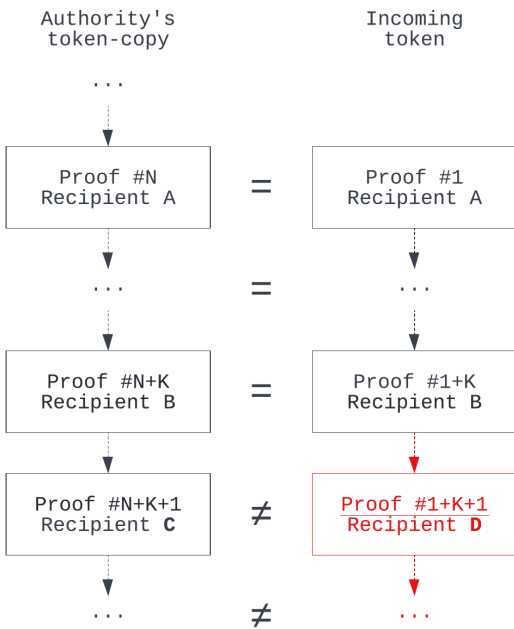 Authority's
token-copy
Incoming
token
...
Proof #N
Recipient A
=
Proof #1
Recipient A
...
=
...
Proof #N+K
Recipient B
=
Proof #1+K
Recipient B
Proof #N+K+1
Recipient C
≠
Proof #1+K+1
Recipient D
...
≠
...